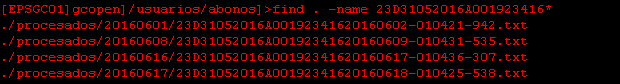 [EPSGC01]gcopen]/usuarios/abonos]>find . -name 23D31052016A001923416*
./procesados/20160601/23D31052016A00192341620160602-010421-942.txt
./procesados/20160608/23D31052016A00192341620160609-010431-535.txt
./procesados/20160616/23D31052016A00192341620160617-010436-307.txt
./procesados/20160617/23D31052016A00192341620160618-010425-538.txt